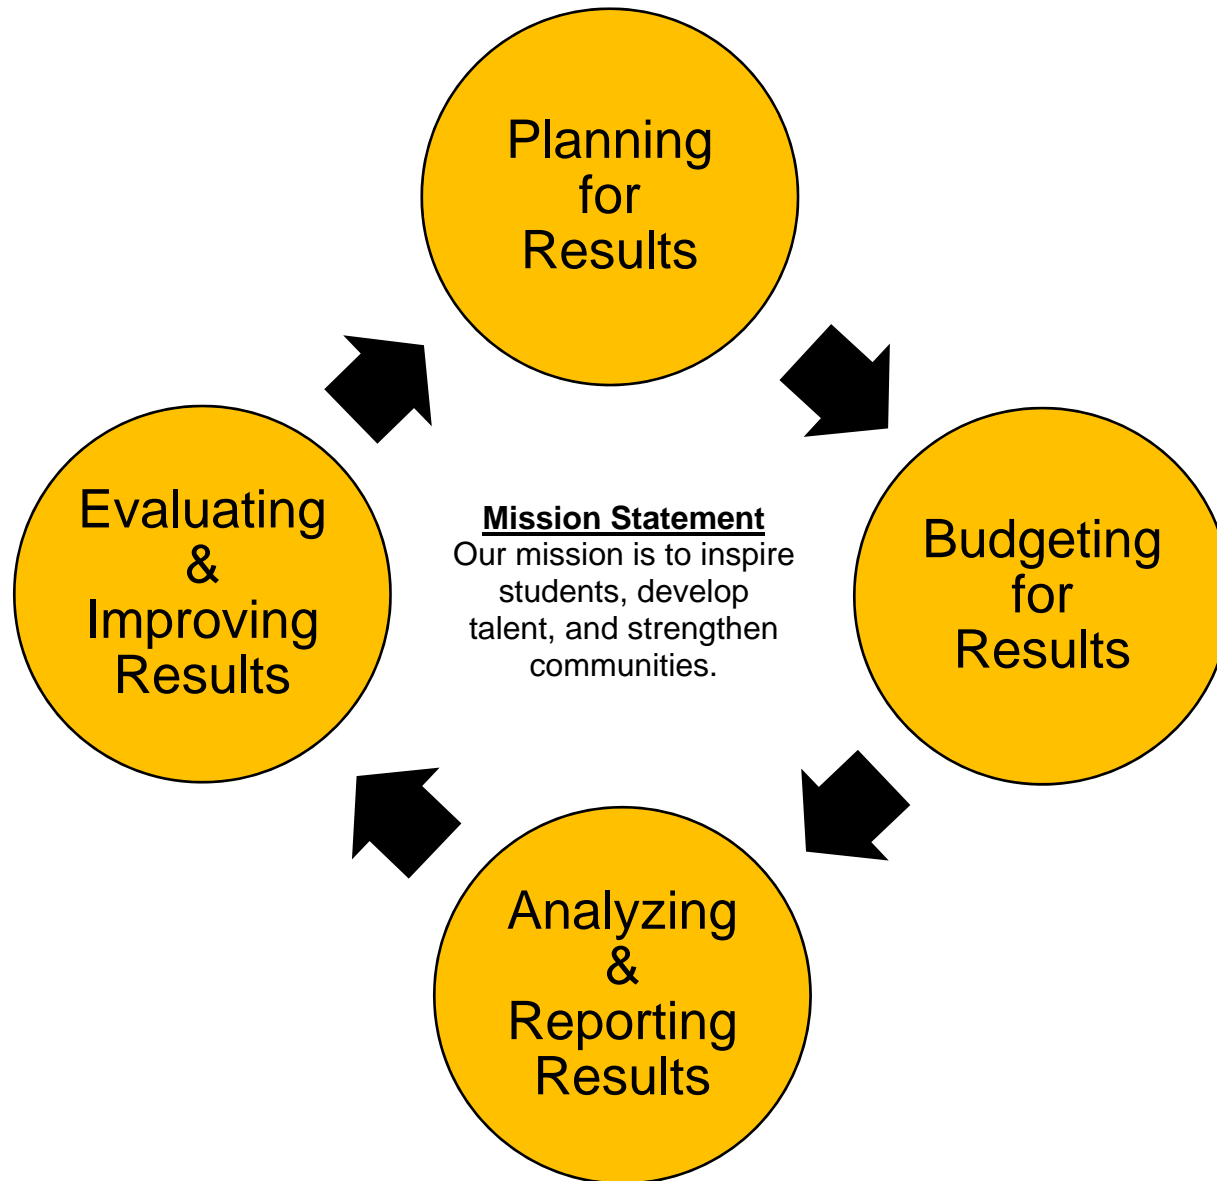 Planning
for
Results
Budgeting
for
Results
Analyzing
&
Reporting
Results
Evaluating
&
Improving
Results
Mission Statement
Our mission is to inspire
students, develop
talent, and strengthen
communities.